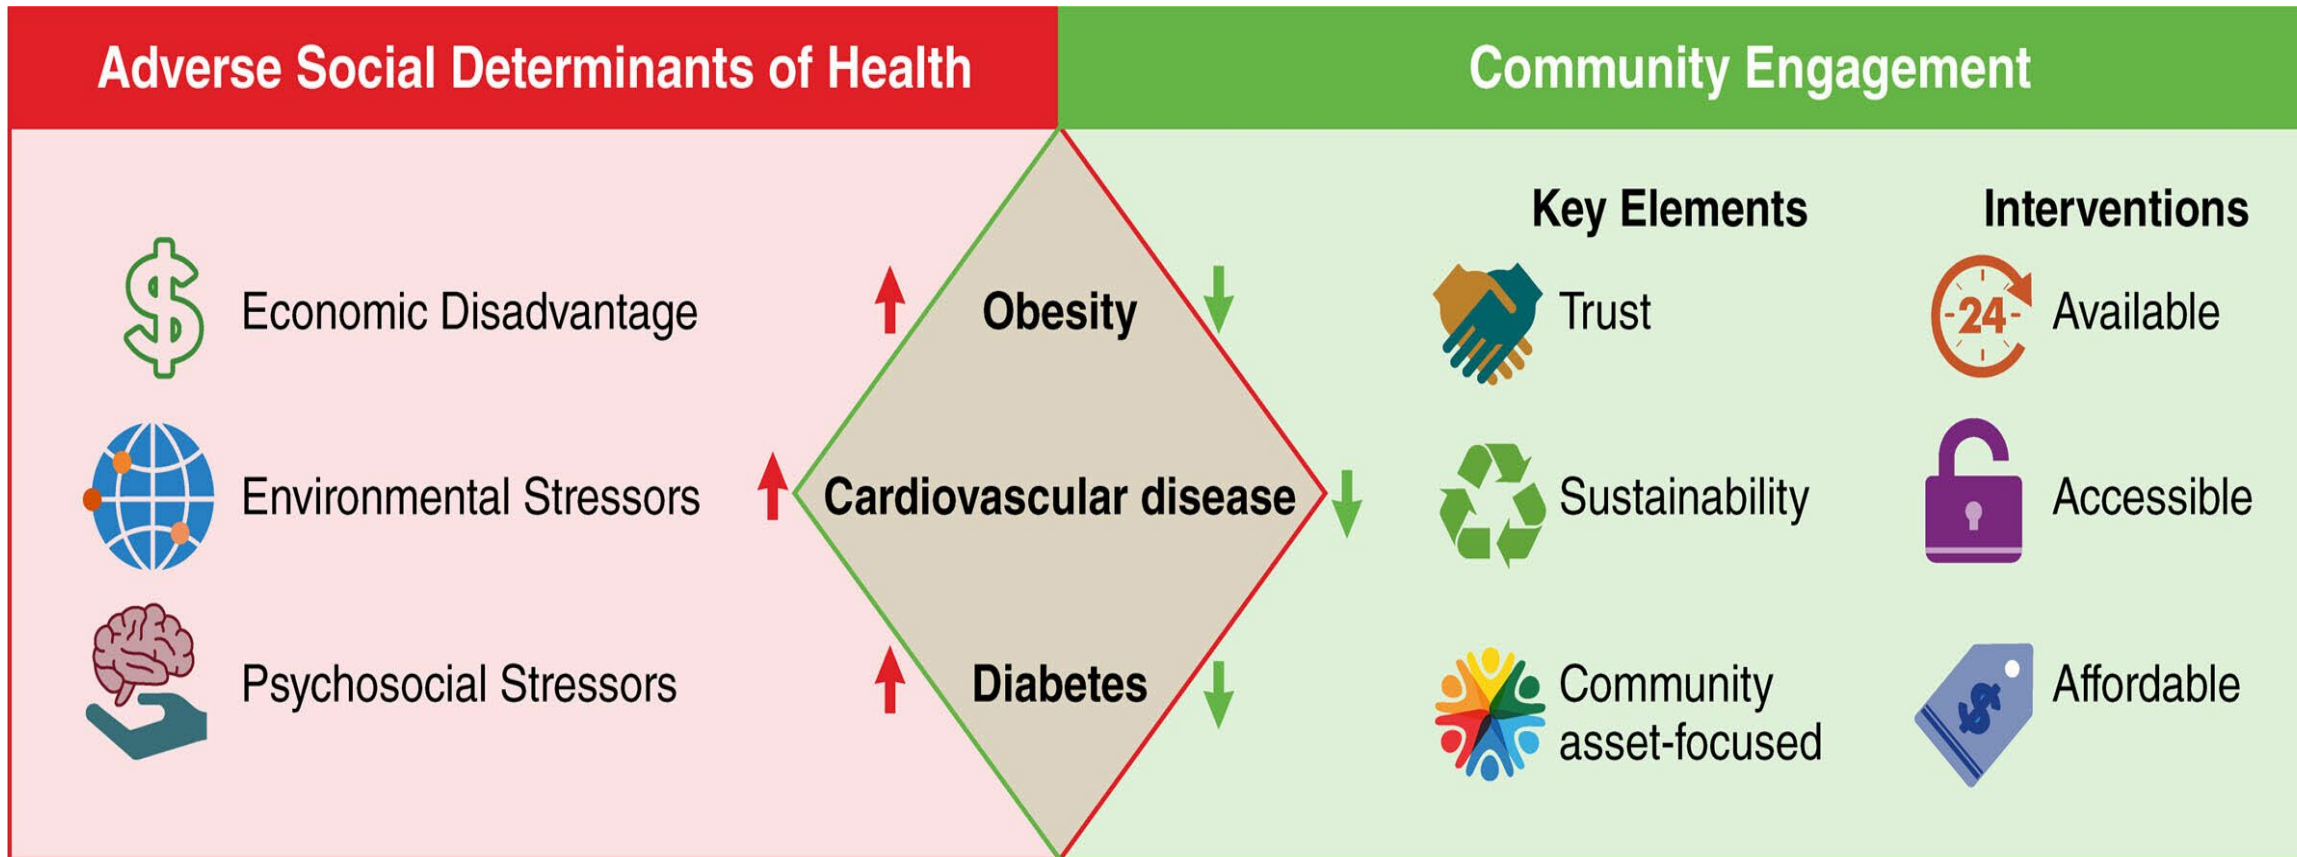 Adverse Social Determinants of Health
Community Engagement
Economic Disadvantage
Environmental Stressors
Psychosocial Stressors
Obesity
Cardiovascular disease
Diabetes
Key Elements
Trust
Sustainability
Community
asset-focused
Interventions
24
Available
Accessible
$
Affordable